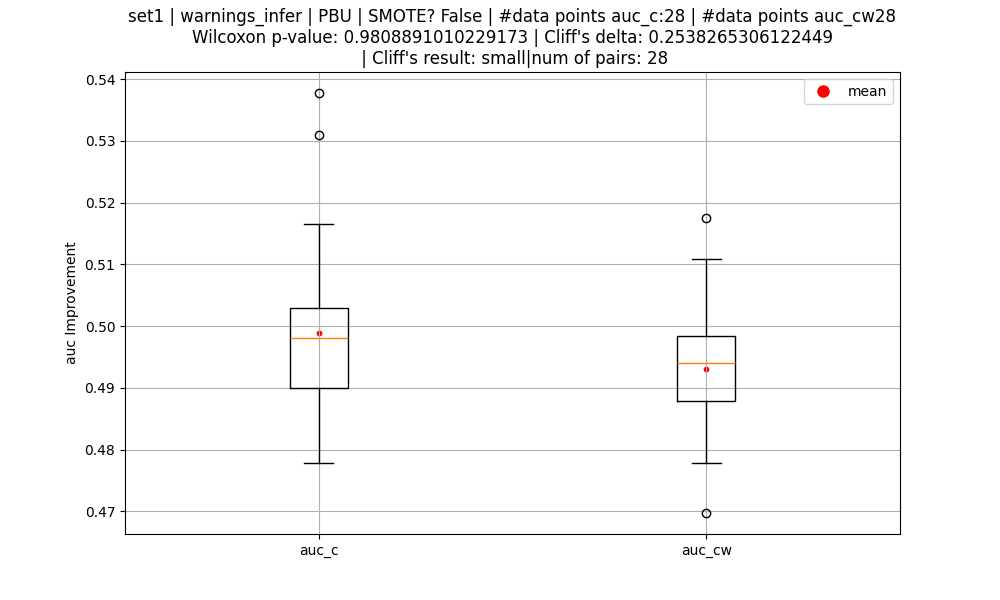 set1 | warnings_infer | PBU | SMOTE? False | #data points auc_c:28 | #data points auc_cw28
Wilcoxon p-value: 0.9808891010229173 | Cliff's delta: 0.2538265306122449
| Cliff's result: small|num of pairs: 28
mean
0.54
0.53
0.52
0.51
0.50
0.49
0.48
0.47
auc Improvement
auc_c
auc_cw